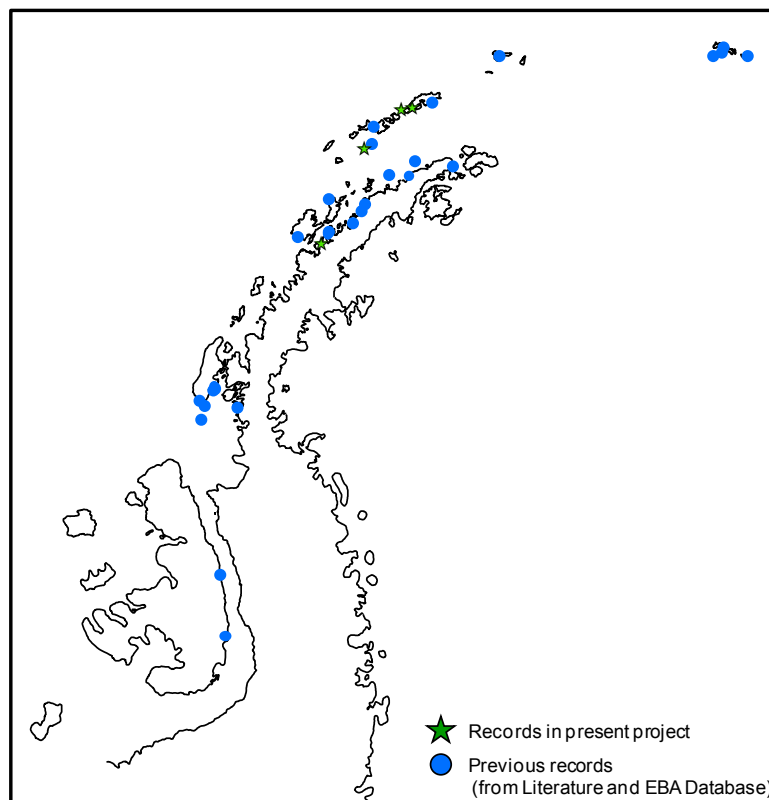 Records in present project
Previous records
(from Literature and EBA Database)